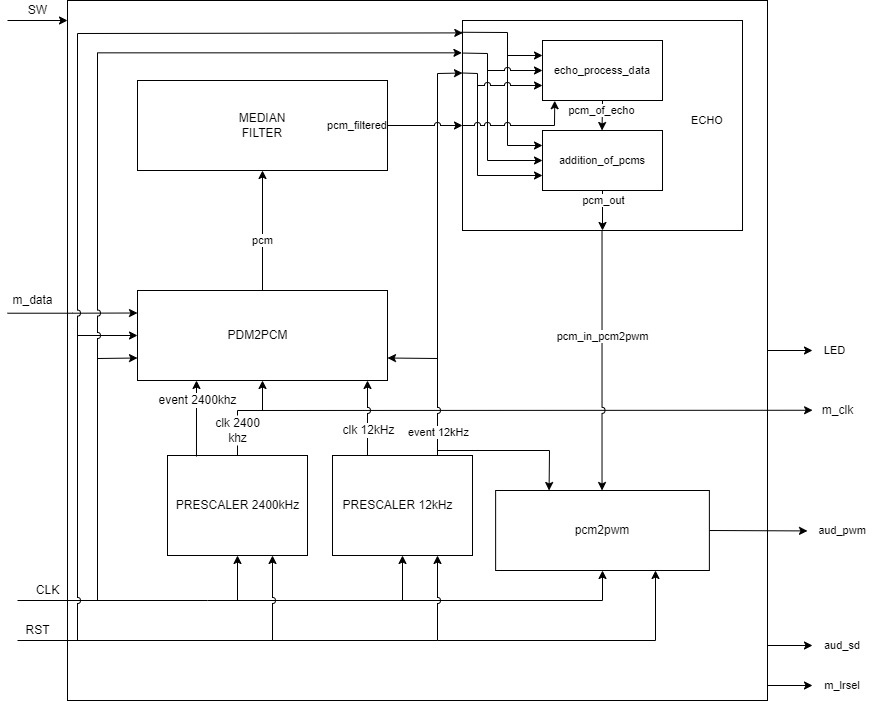 SW
echo_process_data
pcm_of_echo
ECHO
MEDIAN
FILTER
pcm_filtered
addition_of_pcms
pcm_out
pcm
m_data
PDM2PCM
pcm_in_pcm2pwm
LED
event 2400khz
m_clk
clk 2400
khz
clk 12kHz
event 12kHz
PRESCALER 2400kHz
PRESCALER 12kHz
pcm2pwm
aud_pwm
CLK
RST
aud_sd
m_lrsel